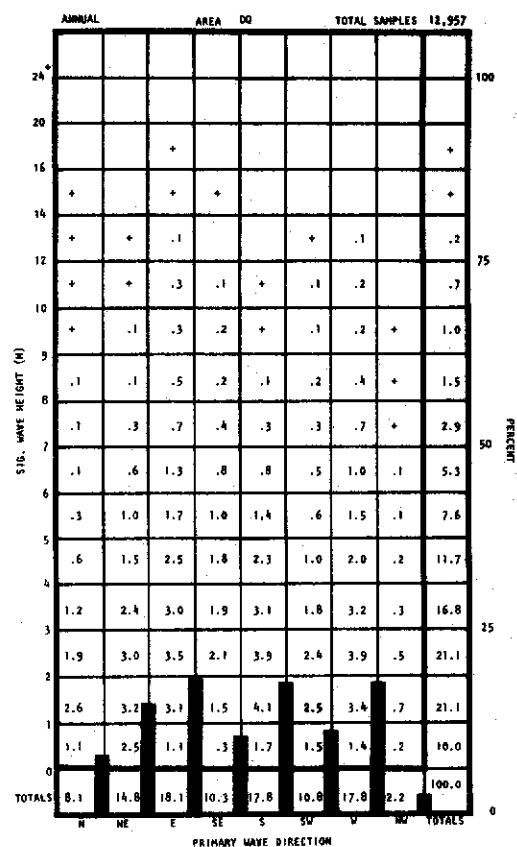 ANNUAL AREA DQ TOTAL SAMPLES 12,957
+
24 100
20
+ +
16
+ + + +
14
+ + .1 + .1 .2
12 75
+ + .3 .1 + .1 .2 .7
10
+ .1 .3 .2 + .1 .2 + 1.0
9
.1 .1 .5 .2 .1 .2 .4 + 1.5
8
.1 .3 .7 .4 .3 .3 .7 + 2.9
7 50
.1 .6 1.3 .8 .8 .5 1.0 .1 5.3
6
.3 1.0 1.7 1.0 1.4 .6 1.5 .1 7.6
5
.6 1.5 2.5 1.8 2.3 1.0 2.0 .2 11.7
4
1.2 2.4 3.0 1.9 3.1 1.8 3.2 .3 16.8
3 25
1.9 3.0 3.5 2.1 3.9 2.4 3.9 .5 21.1
2
2.6 3.2 3.1 1.5 4.1 2.5 3.4 .7 21.1
1
1.1 2.5 1.1 .3 1.7 1.5 1.4 .2 10.0
0
100.0
TOTALS 8.1 14.8 18.1 10.3 17.8 10.8 17.8 2.2
0
N NE E SE S SW W NW TOTALS
PRIMARY WAVE DIRECTION
SIG. WAVE HEIGHT (M)
PERCENT